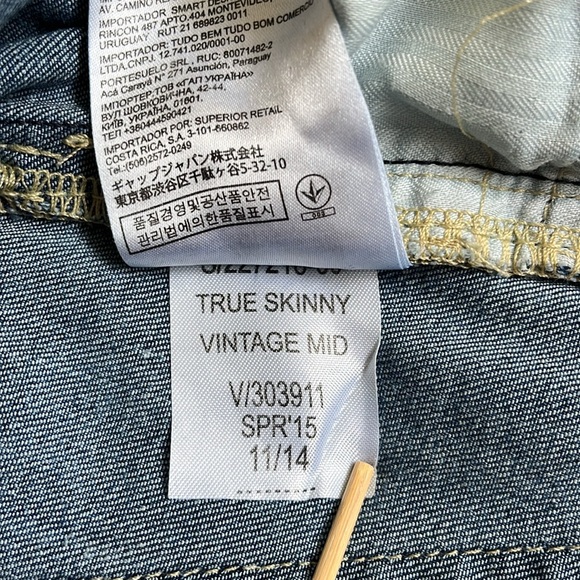 AV. CAMINO RE
IMPORTADOR SMART DE
RINCON 487 APTO.404 MONTEVIDEO,
URUGUAY RUT 21 689823 0011
IMPORTADOR: TUDO BEM TUDO BOM COMERCIO
LTDA.CNPJ. 12.741.020/0001-00
PORTESUELO SRL, RUC: 60071482-2
Acá Carayá N° 271 Asunción, Paraguay
ІМПОРТЕР:ТОВ «ГАП УКРАЇНА»
ВУЛ ШОВКОВИЧНА, 42-44,
КИЇВ, УКРАЇНА, 01601.
ТЕЛ +380444590421
IMPORTADOR POR: SUPERIOR RETAIL
COSTA RICA, S.A. 3-101-660862
TEL:(506)2572-0249
ギャップジャパン株式会社
東京都渋谷区千駄ヶ谷5-32-10
품질경영및공산품안전
관리법에의한품질표시
TRUE SKINNY
VINTAGE MID
V/303911
SPR'15
11/14